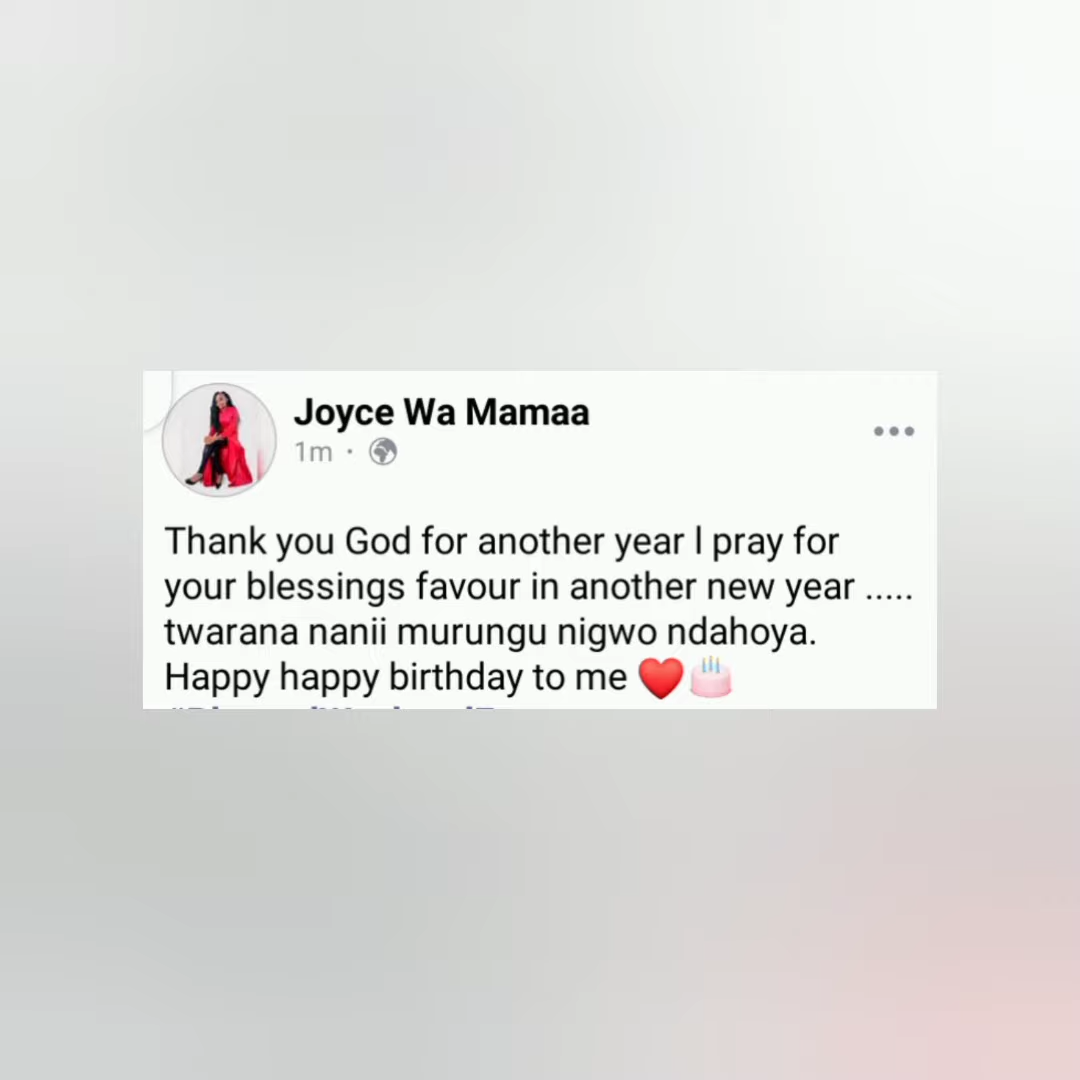 Joyce Wa Mamaa
1m ·
Thank you God for another year I pray for
your blessings favour in another new year .....
twarana nanii murungu nigwo ndahoya.
Happy happy birthday to me ❤️🎂